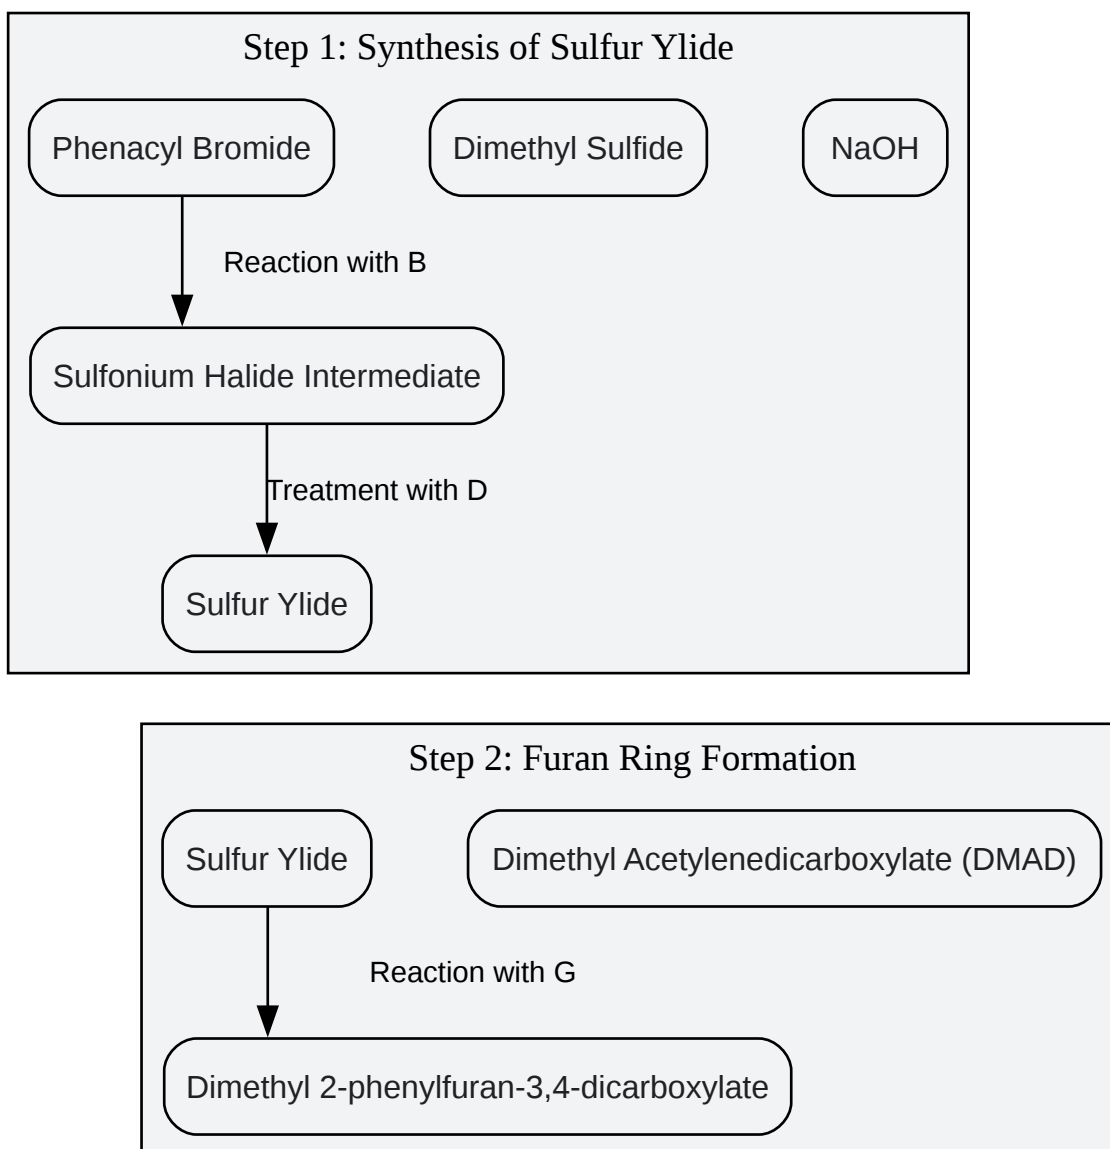 Step 1: Synthesis of Sulfur Ylide
Phenacyl Bromide
Dimethyl Sulfide
NaOH
Reaction with B
Sulfonium Halide Intermediate
Treatment with D
Sulfur Ylide
Step 2: Furan Ring Formation
Sulfur Ylide
Dimethyl Acetylenedicarboxylate (DMAD)
Reaction with G
Dimethyl 2-phenylfuran-3,4-dicarboxylate